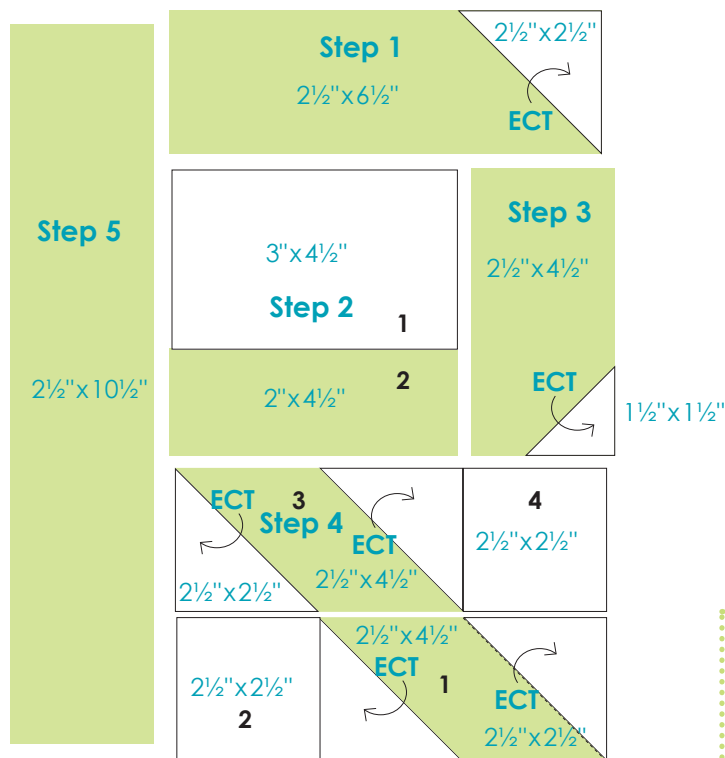 Step 1
2½"x6½"
2½"x2½"
ECT
Step 5
2½"x10½"
3"x4½"
Step 2
1
2
2"x4½"
Step 3
2½"x4½"
ECT
1½"x1½"
ECT
3
Step 4
ECT
2½"x4½"
2½"x2½"
4
2½"x2½"
2½"x2½"
2
2½"x4½"
ECT
1
ECT
2½"x2½"